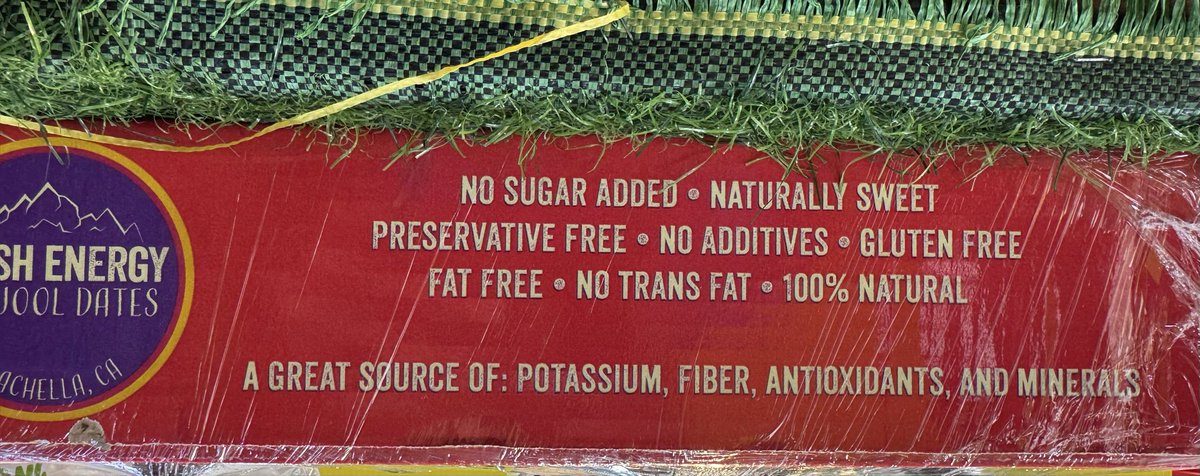 SH ENERGY
JOOL DATES
ACHELLA, CA
NO SUGAR ADDED • NATURALLY SWEET
PRESERVATIVE FREE • NO ADDITIVES • GLUTEN FREE
FAT FREE • NO TRANS FAT • 100% NATURAL
A GREAT SOURCE OF: POTASSIUM, FIBER, ANTIOXIDANTS, AND MINERALS